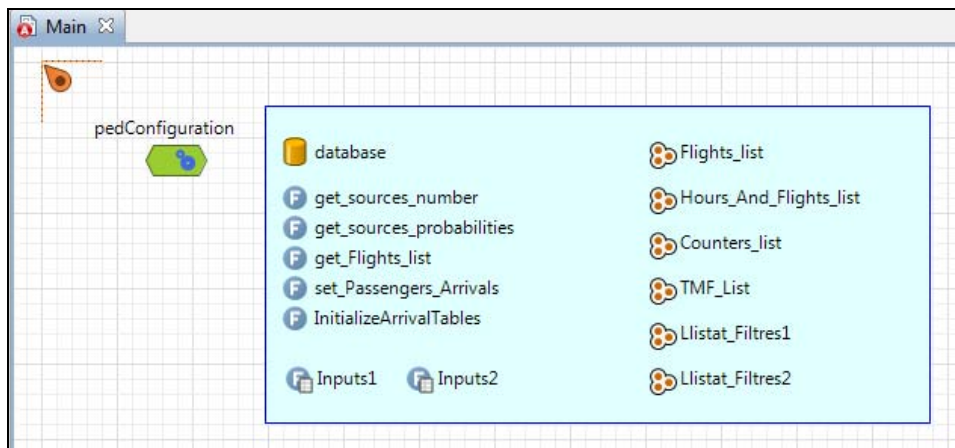 Main
pedConfiguration
database
get_sources_number
get_sources_probabilities
get_Flights_list
set_Passengers_Arrivals
InitializeArrivalTables
Inputs1
Inputs2
Flights_list
Hours_And_Flights_list
Counters_list
TMF_List
Llistat_Filtres1
Llistat_Filtres2